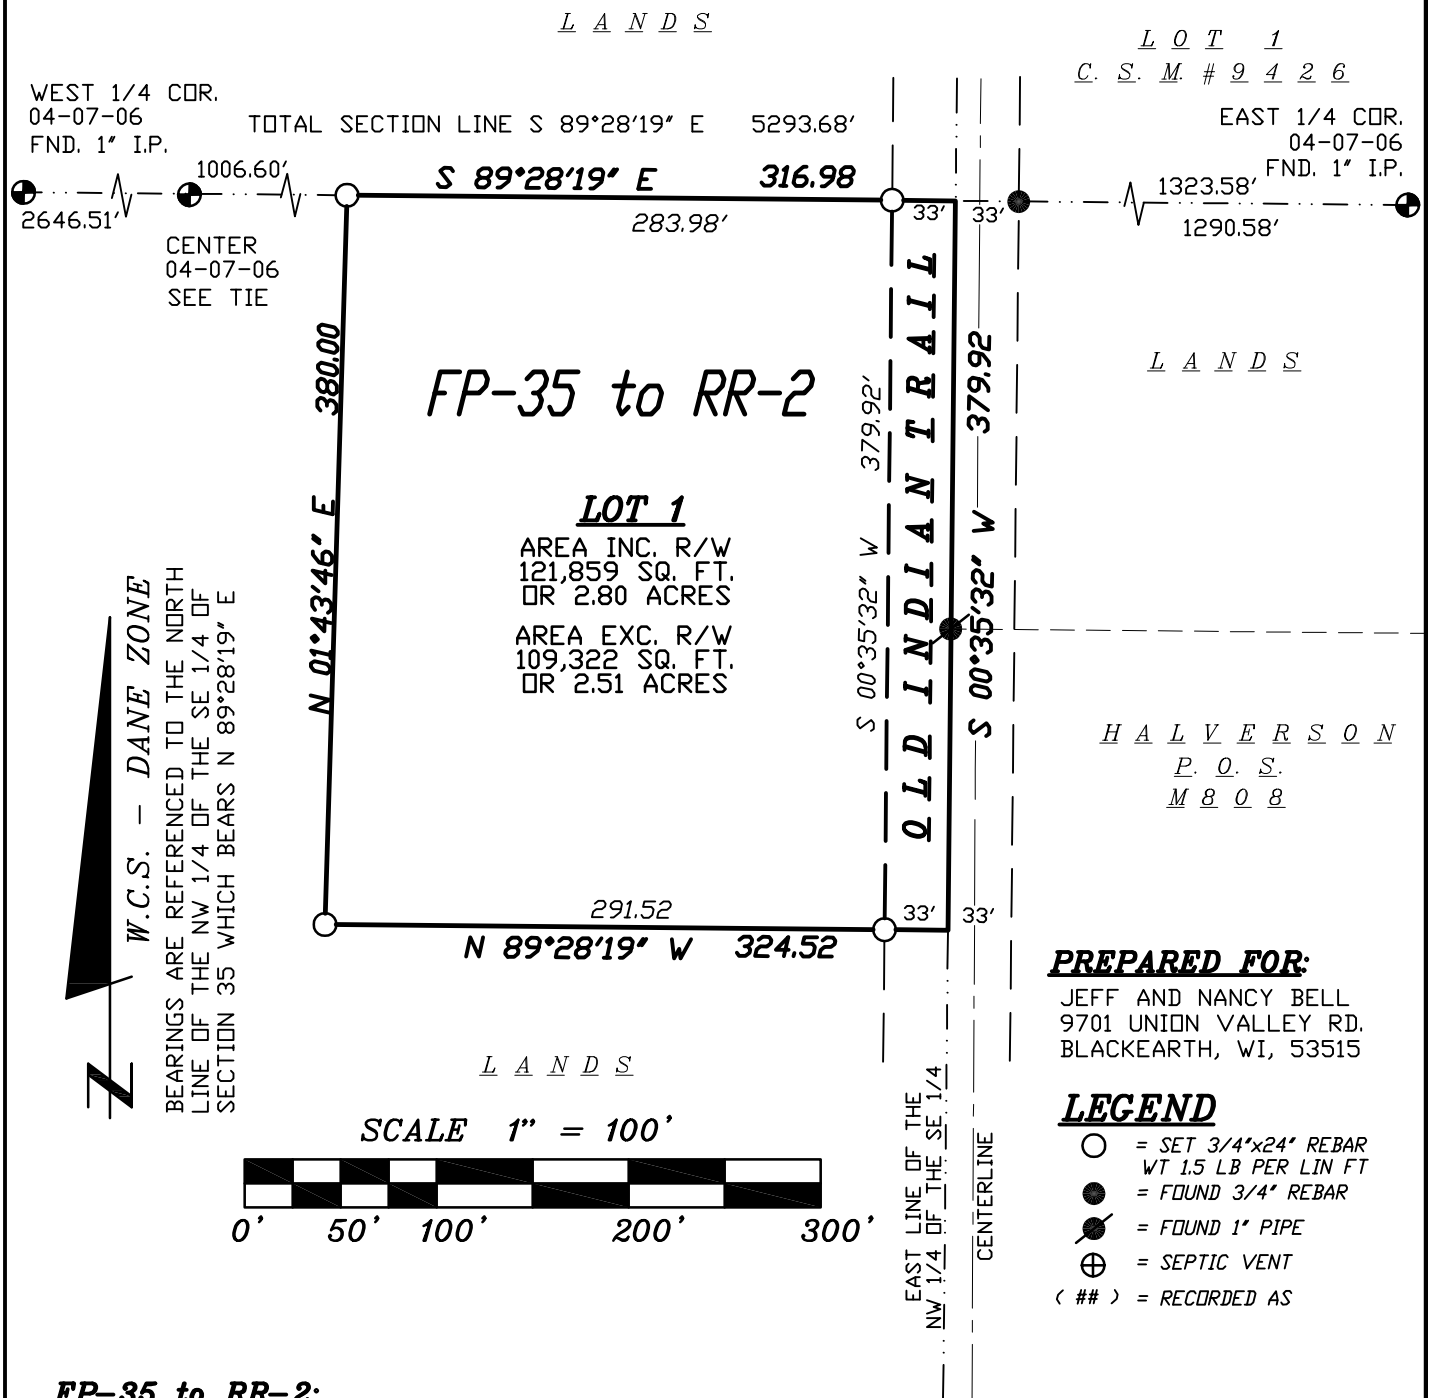 LANDS
LOT 1
C.S.M.#9426
WEST 1/4 COR.
04-07-06
FND. 1" I.P.
TOTAL SECTION LINE S 89°28'19" E 5293.68'
EAST 1/4 COR.
04-07-06
FND. 1" I.P.
1006.60'
2646.51'
S 89°28'19" E 316.98
283.98'
33'
33'
1323.58'
1290.58'
CENTER
04-07-06
SEE TIE
N 01°43'46" E 380.00
FP-35 to RR-2
LOT 1
AREA INC. R/W
121,859 SQ. FT.
OR 2.80 ACRES
AREA EXC. R/W
109,322 SQ. FT.
OR 2.51 ACRES
S 00°35'32" W 379.92'
OLD INDIAN TRAIL
S 00°35'32" W 379.92
LANDS
HALVERSON
P.O.S.
M808
W.C.S. - DANE ZONE
BEARINGS ARE REFERENCED TO THE NORTH
LINE OF THE NW 1/4 OF THE SE 1/4 OF
SECTION 35 WHICH BEARS N 89°28'19" E
N
291.52
33'
33'
N 89°28'19" W 324.52
LANDS
SCALE 1" = 100'
0' 50' 100' 200' 300'
EAST LINE OF THE
NW 1/4 OF THE SE 1/4
CENTERLINE
PREPARED FOR:
JEFF AND NANCY BELL
9701 UNION VALLEY RD.
BLACKEARTH, WI, 53515
LEGEND
= SET 3/4"x24" REBAR
WT 1.5 LB PER LIN FT
= FOUND 3/4" REBAR
= FOUND 1" PIPE
= SEPTIC VENT
( ## ) = RECORDED AS
FP-35 to RR-2: